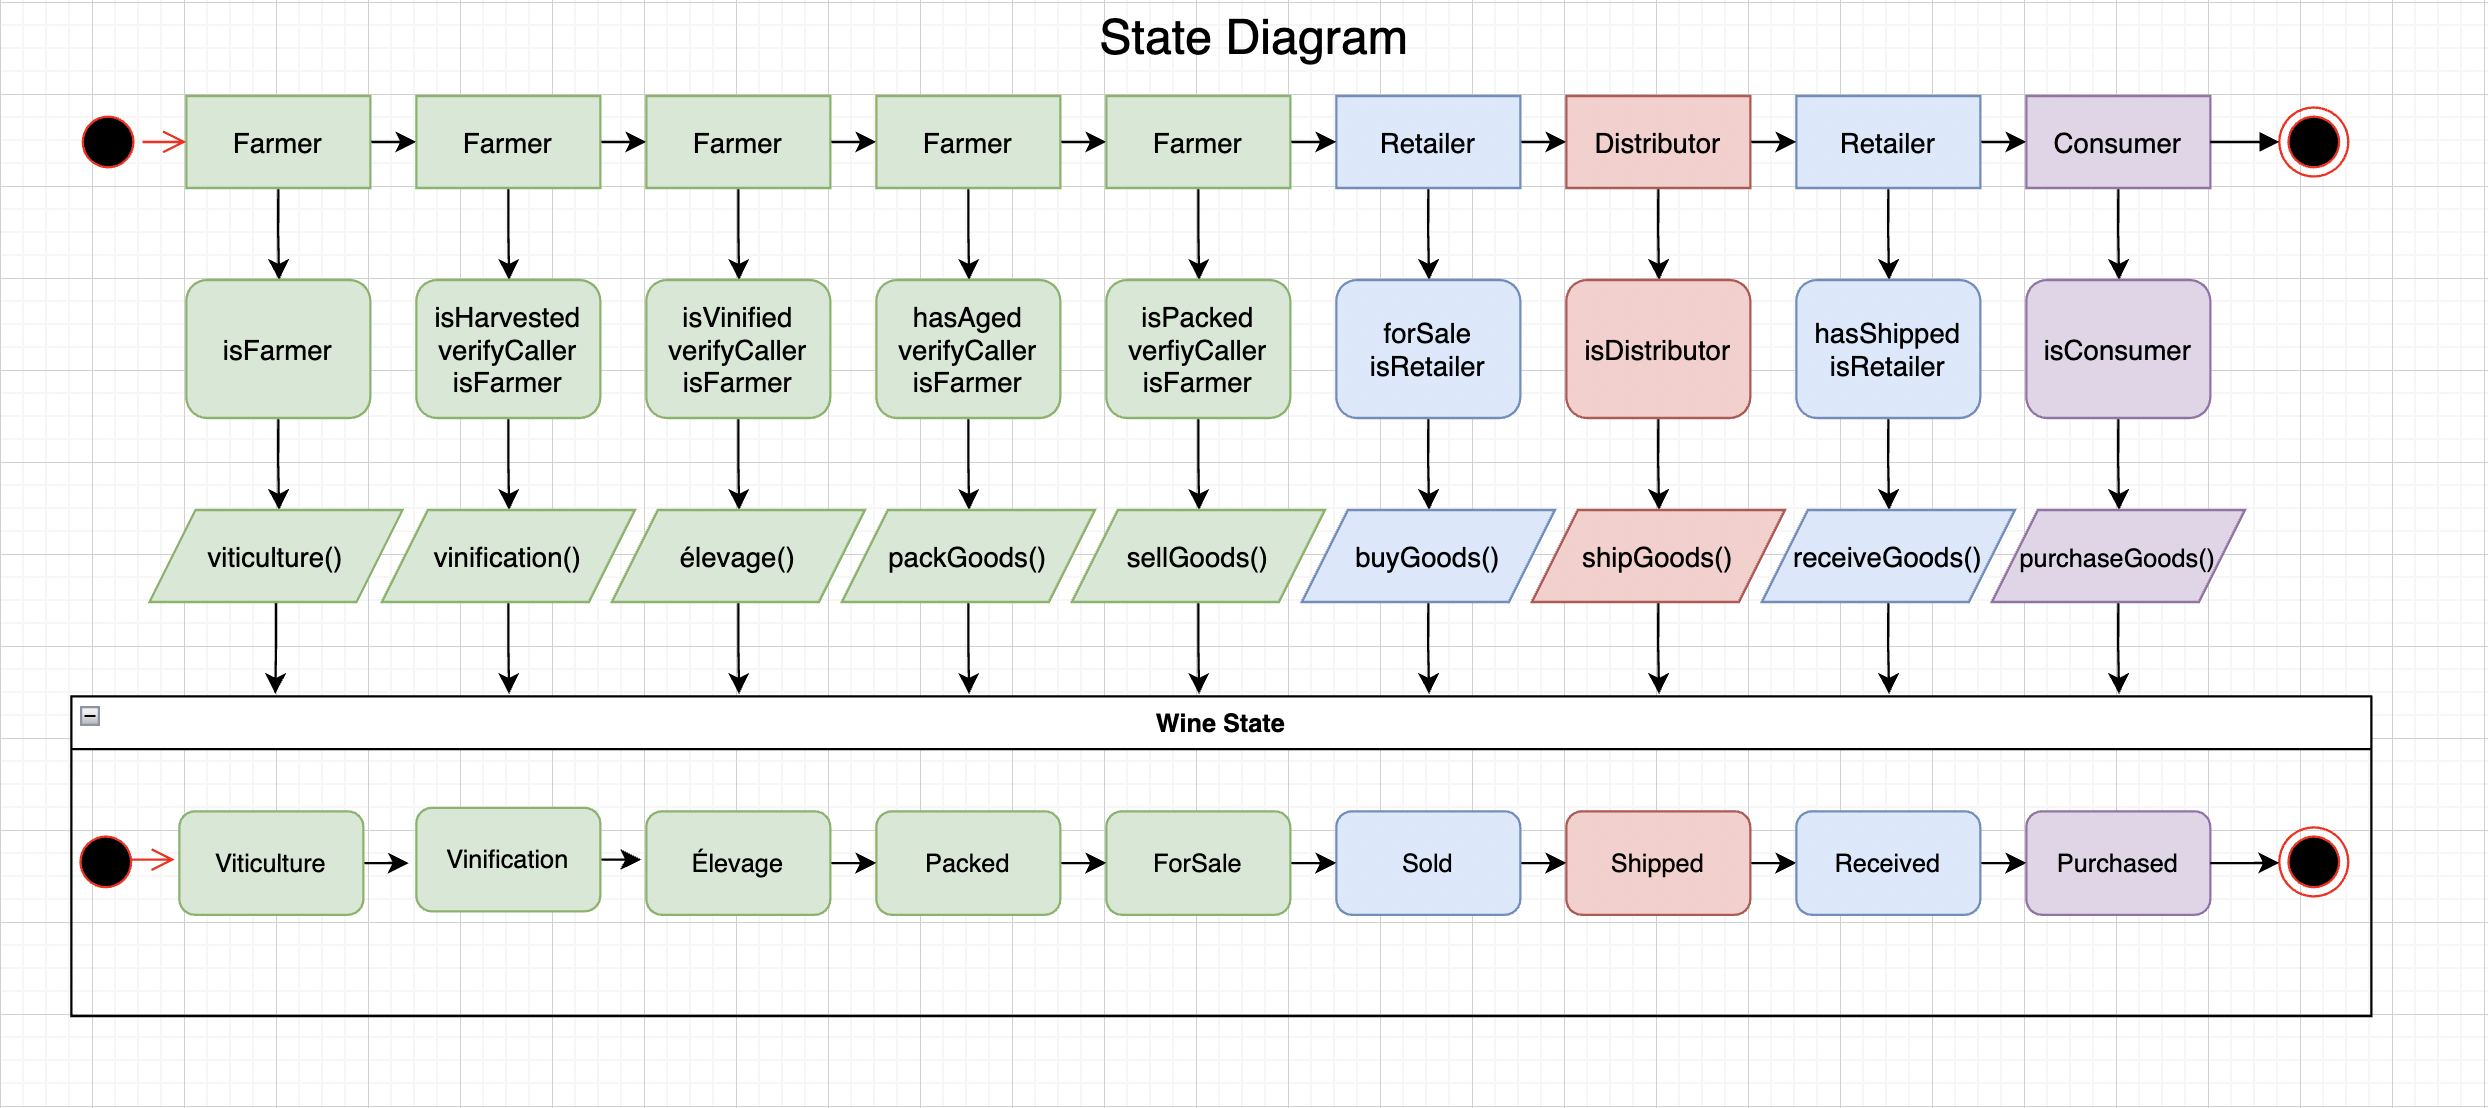 State Diagram
Farmer
Farmer
Farmer
Farmer
Farmer
Retailer
Distributor
Retailer
Consumer
isFarmer
isHarvested
verifyCaller
isFarmer
isVinified
verifyCaller
isFarmer
hasAged
verifyCaller
isFarmer
isPacked
verfiyCaller
isFarmer
forSale
isRetailer
isDistributor
hasShipped
isRetailer
isConsumer
viticulture()
vinification()
élevage()
packGoods()
sellGoods()
buyGoods()
shipGoods()
receiveGoods()
purchaseGoods()
Wine State
Viticulture
Vinification
Élevage
Packed
ForSale
Sold
Shipped
Received
Purchased